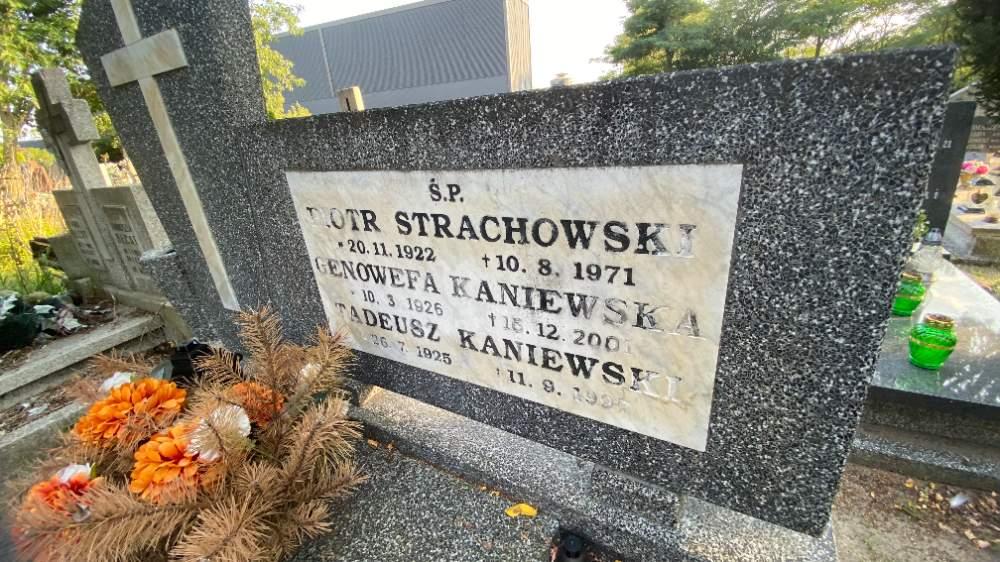 Ś.P.
PIOTR STRACHOWSKI
* 20.11.1922 † 10.8.1971
GENOWEFA KANIEWSKA
* 10.3.1926 † 15.12.2001
TADEUSZ KANIEWSKI
26.7.1925 † 11.9.